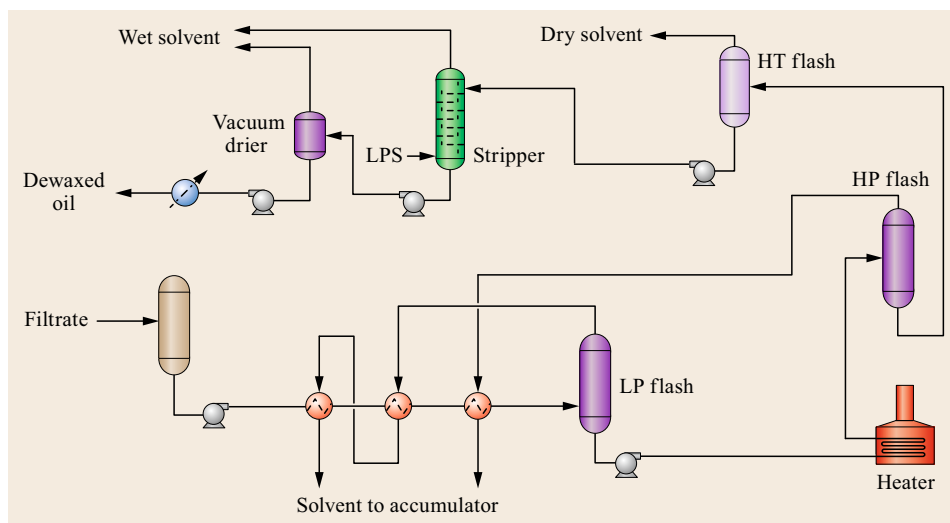 Wet solvent
Dry solvent
HT flash
Vacuum
drier
LPS
Stripper
Dewaxed
oil
HP flash
Filtrate
LP flash
Heater
Solvent to accumulator